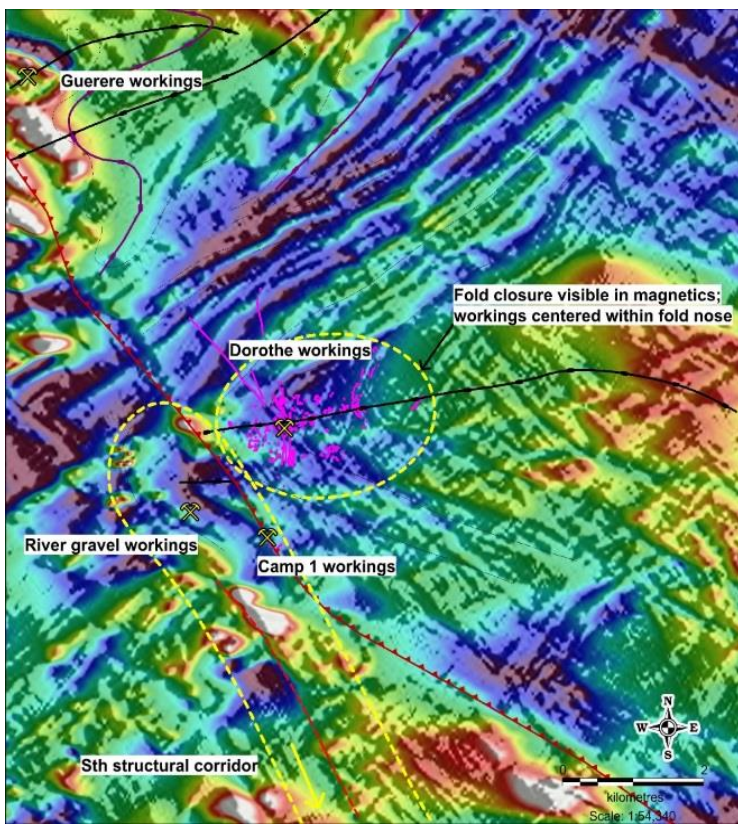 Guerere workings
Fold closure visible in magnetics;
workings centered within fold nose
Dorothe workings
River gravel workings
Camp 1 workings
N
W E
S
Sth structural corridor
0 2
kilometres
Scale: 1:54,340